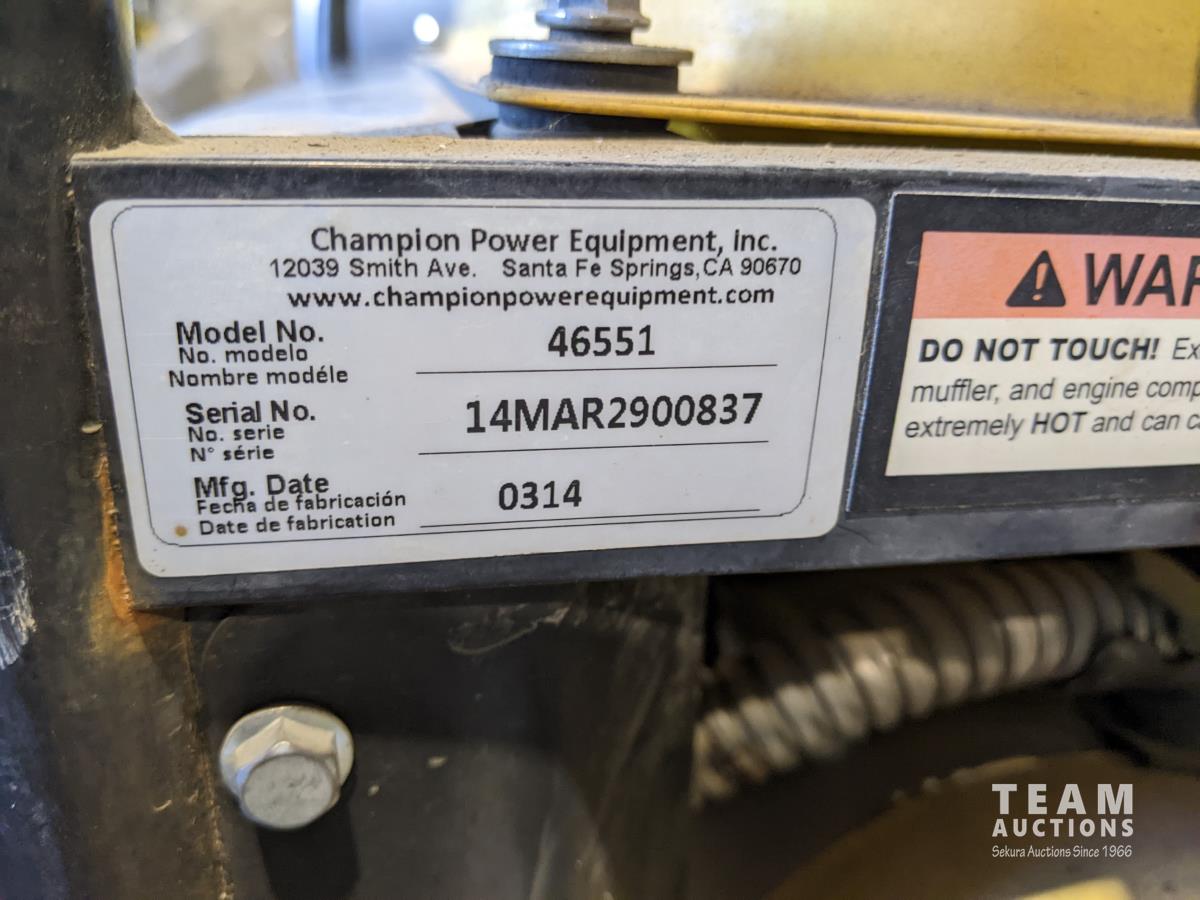 Champion Power Equipment, inc.
12039 Smith Ave. Santa Fe Springs,CA 90670
www.championpowerequipment.com
Model No. 46551
No. modelo
Nombre modéle
Serial No. 14MAR2900837
No. serie
N° série
Mfg. Date 0314
Fecha de fabricación
Date de fabrication
DO NOT TOUCH!
muffler, and engine
extremely HOT and can
TEAM
AUCTIONS
Sekura Auctions Since 1966